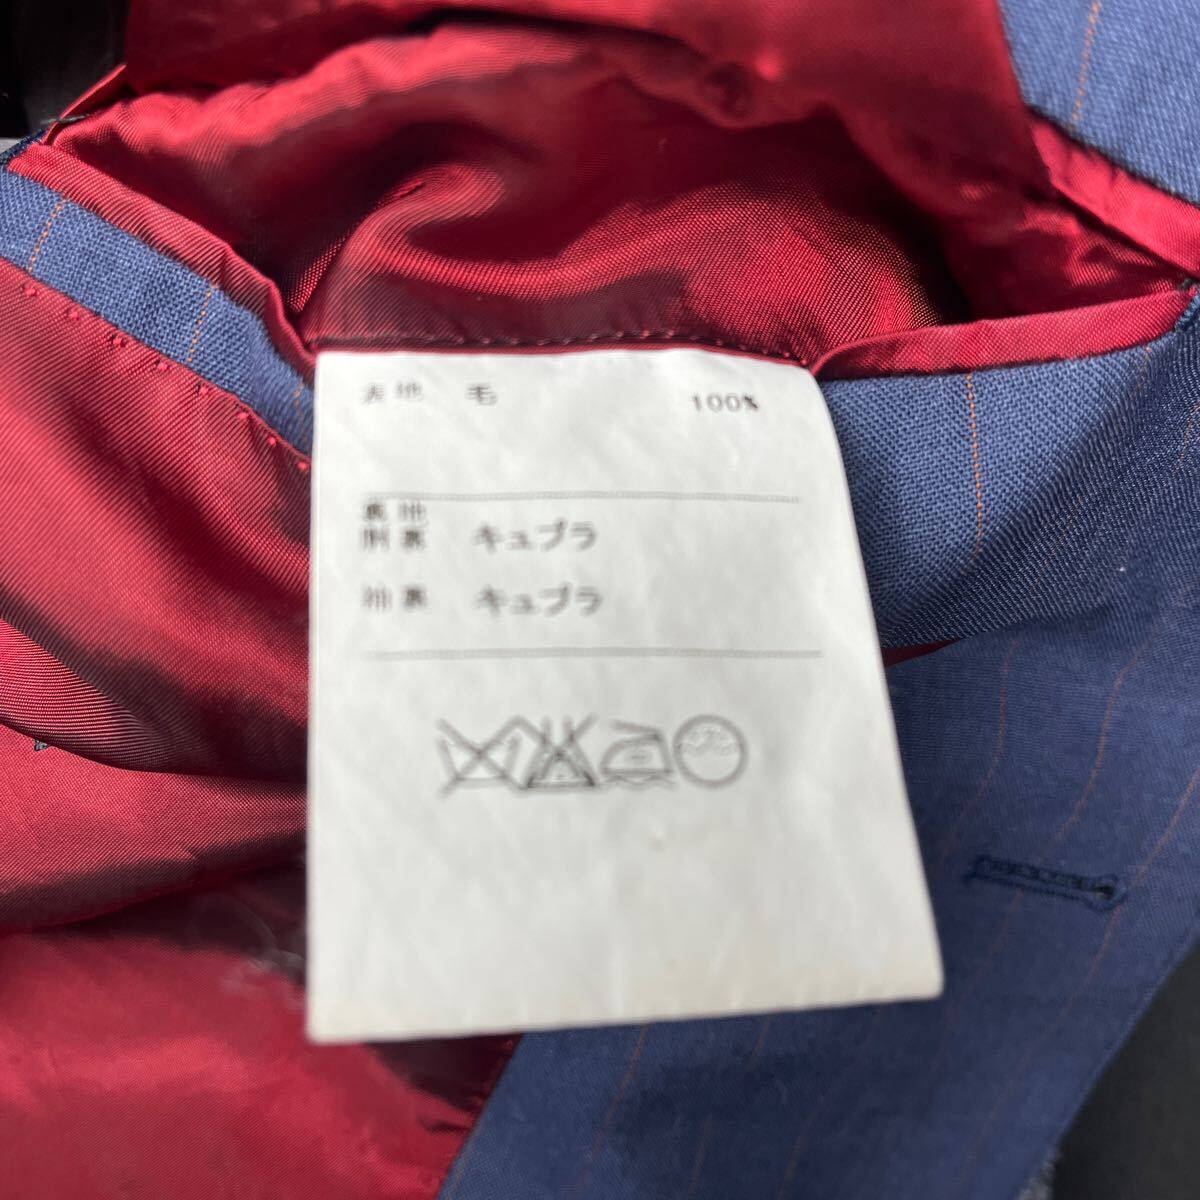 表地 毛 100%
裏地
胴裏 キュプラ
袖裏 キュプラ